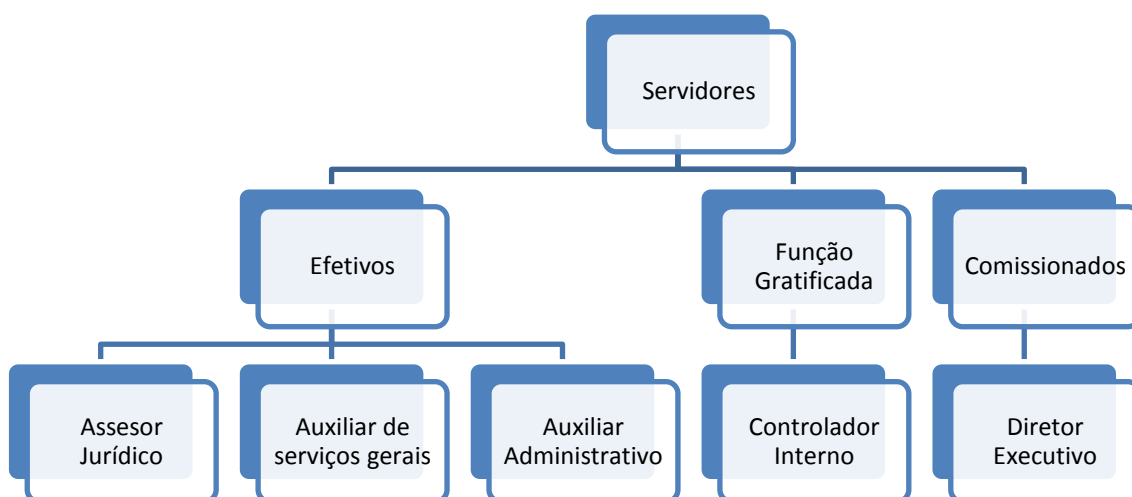 Servidores
Efetivos
Função
Gratificada
Comissionados
Assesor
Jurídico
Auxiliar de
serviços gerais
Auxiliar
Administrativo
Controlador
Interno
Diretor
Executivo